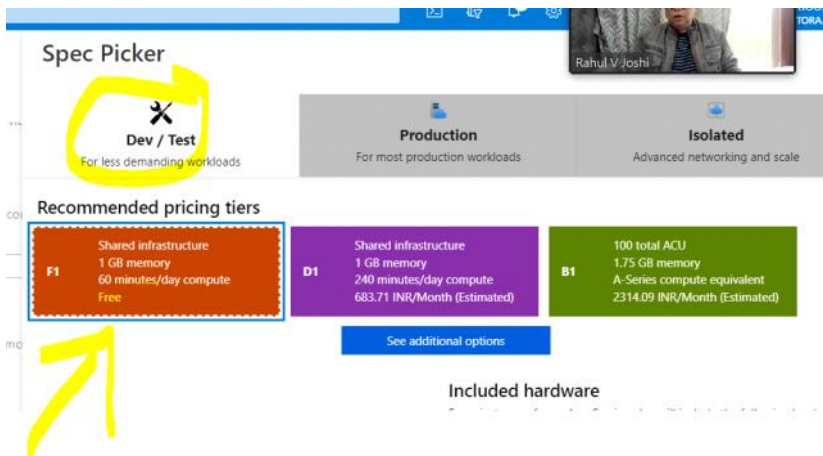 TORA
Spec Picker
Rahul V Joshi
Dev / Test
For less demanding workloads
Production
For most production workloads
Isolated
Advanced networking and scale
Recommended pricing tiers
F1
Shared infrastructure
1 GB memory
60 minutes/day compute
Free
D1
Shared infrastructure
1 GB memory
240 minutes/day compute
683.71 INR/Month (Estimated)
B1
100 total ACU
1.75 GB memory
A-Series compute equivalent
2314.09 INR/Month (Estimated)
See additional options
Included hardware